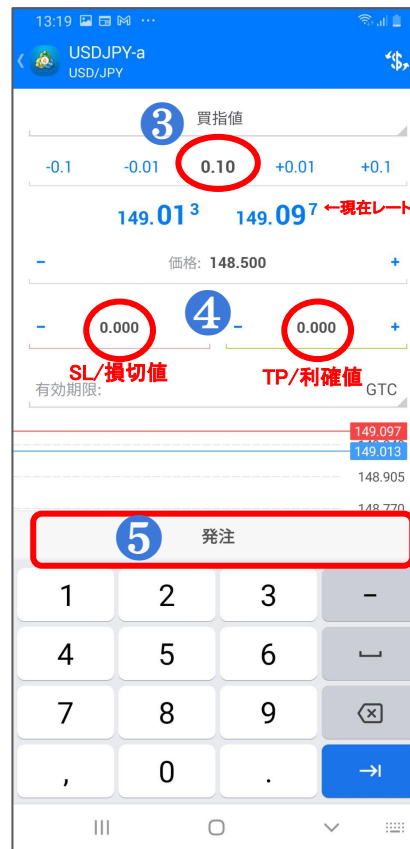 13:19
USDJPY-a
USD/JPY
3 買指値
-0.1 -0.01 0.10 +0.01 +0.1
149.013 149.097 ←現在レート
- 価格: 148.500 +
- 0.000 4 - 0.000 +
SL/損切値 TP/利確値
有効期限: GTC
149.097
149.013
148.905
148.770
5 発注
1 2 3 -
4 5 6
7 8 9
, 0 .